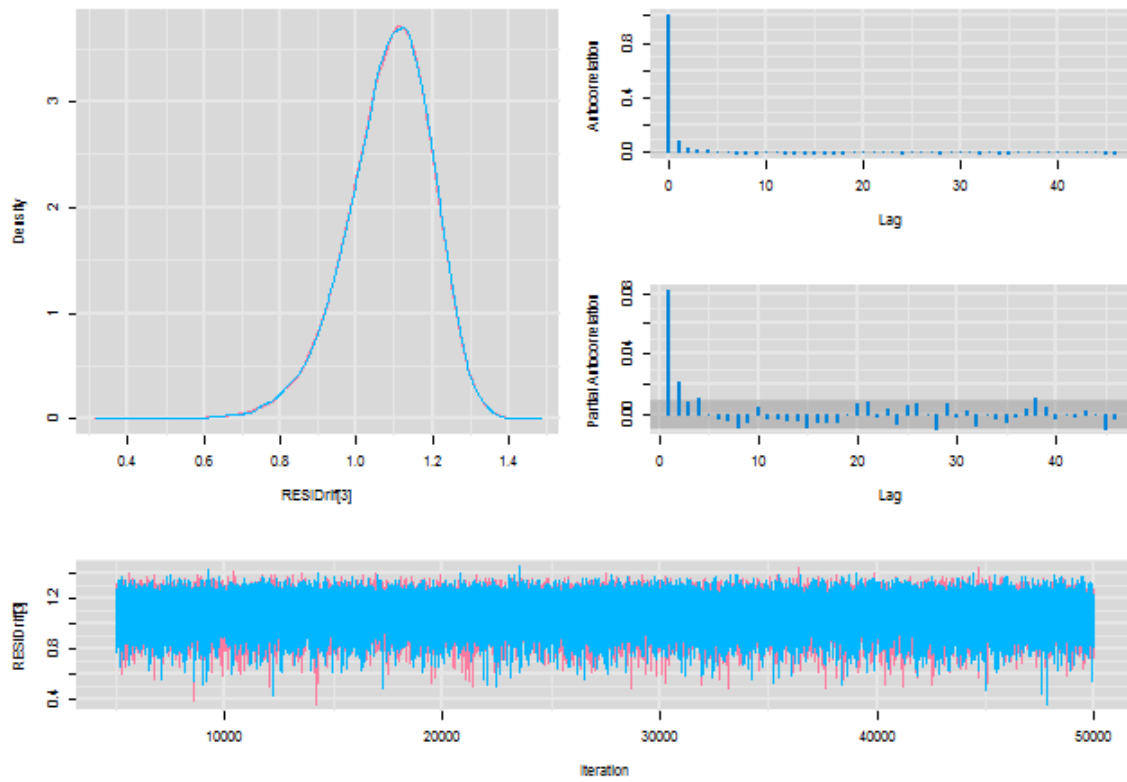 Density
3
2
1
0
0.4 0.6 0.8 1.0 1.2 1.4
RESIDrif[3]
Autocorrelation
0.8
0.4
0.0
0 10 20 30 40
Lag
Partial Autocorrelation
0.08
0.04
0.00
0 10 20 30 40
Lag
RESIDrif[3]
1.2
0.8
0.4
10000 20000 30000 40000 50000
Iteration